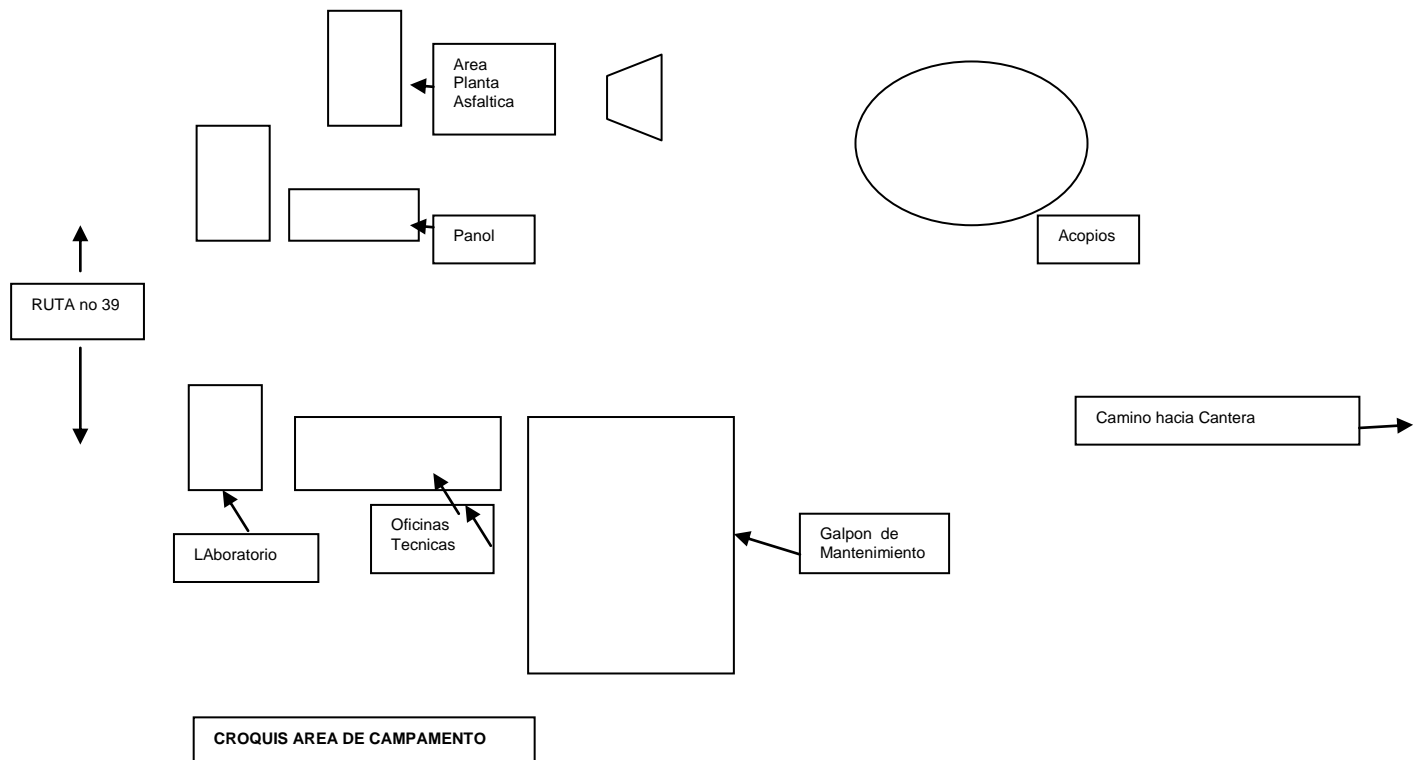 Area
Planta
Asfaltica
Panol
Acopios
RUTA no 39
Camino hacia Cantera
Oficinas
Tecnicas
Galpon de
Mantenimiento
LAboratorio
CROQUIS AREA DE CAMPAMENTO